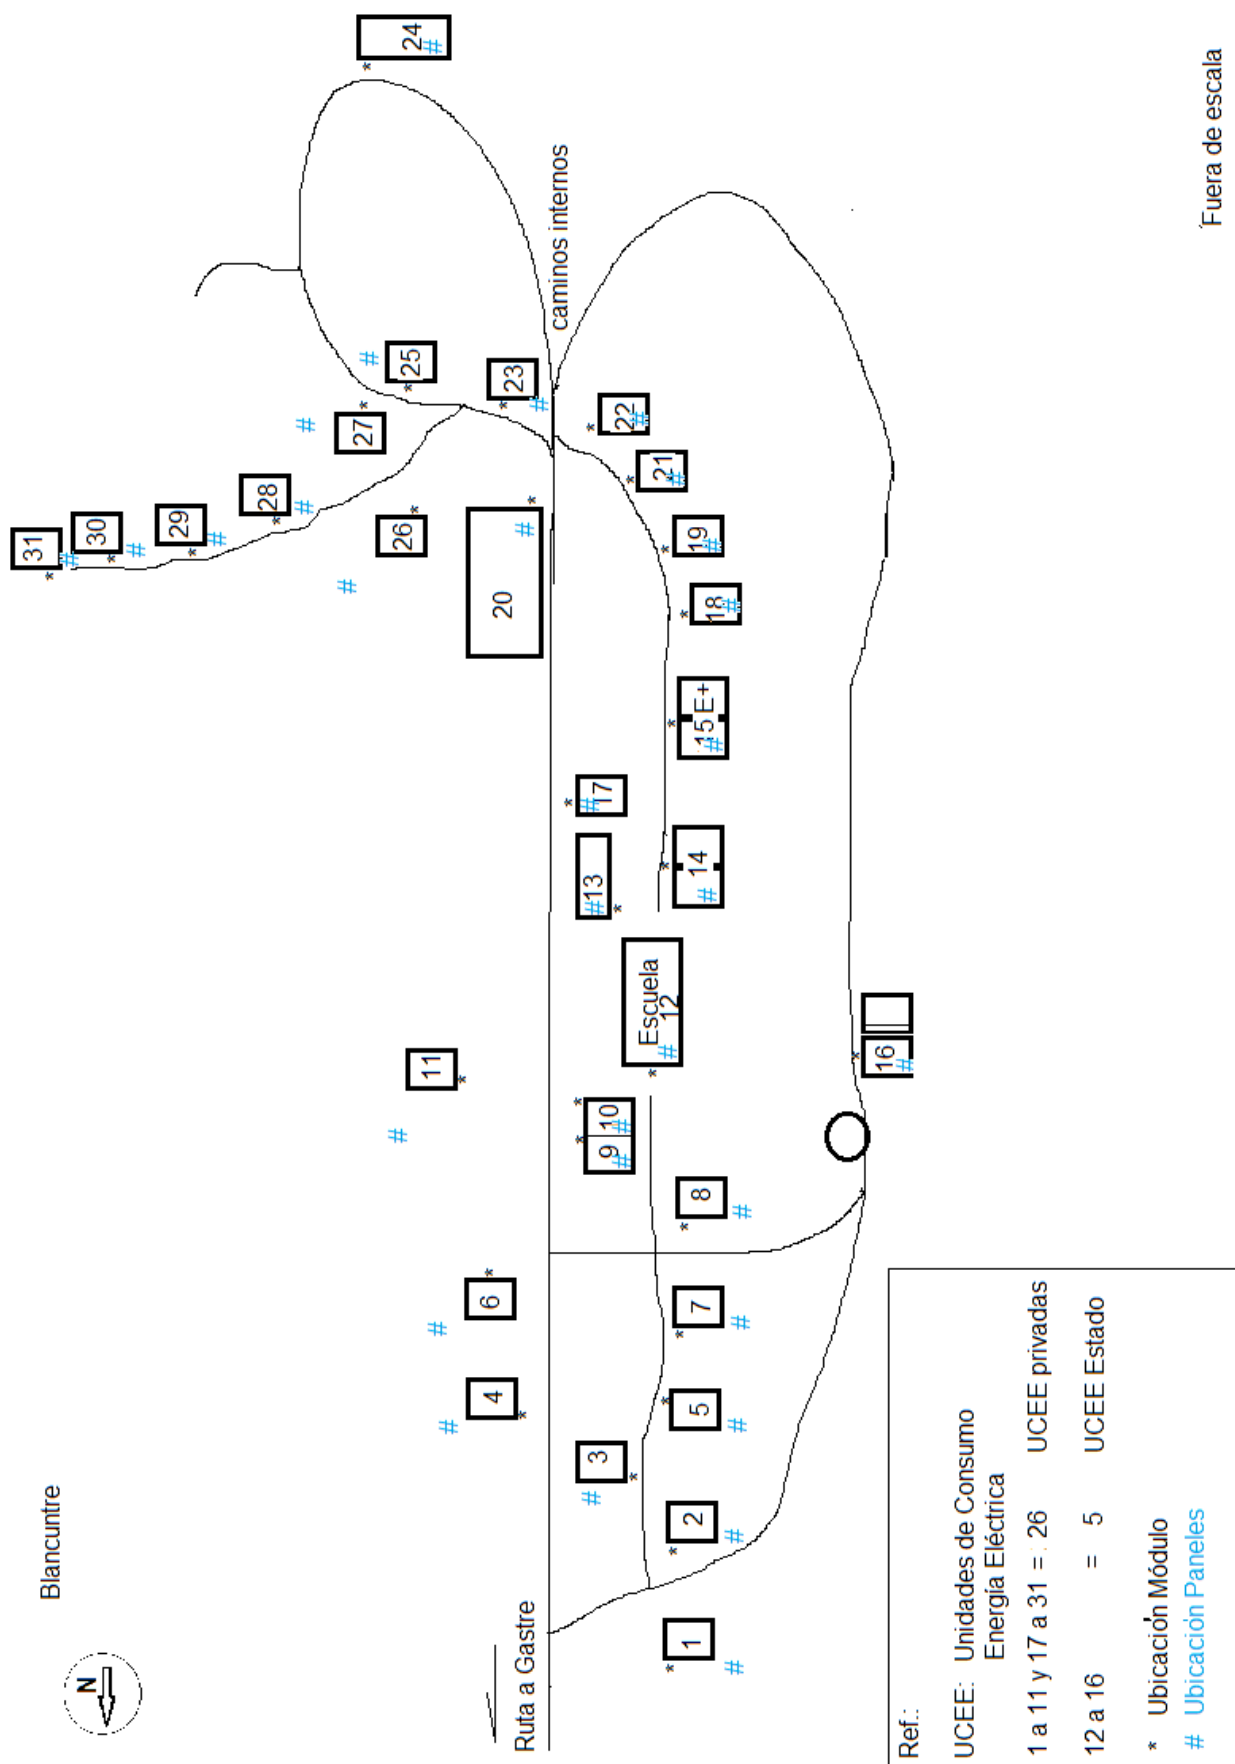 Blancuntre
N
Ruta a Gastre
caminos internos
Fuera de escala
* 1 #
* 2 #
# 3 *
# 4 *
* 5 #
# 6 *
* 7 #
* 8 #
* 9 #
* 10 #
# 11 *
Escuela
* 12 #
# 13 *
* 14 #
* 15 E+ #
* 16 #
* 17 #
* 18 #
* 19 #
20 # *
* 21 #
* 22 #
* 23 #
* 24 #
# * 25
# 26 *
# * 27
28 * #
29 * #
30 * #
31 * #
Ref.:
UCEE: Unidades de Consumo
Energía Eléctrica
1 a 11 y 17 a 31 = : 26 UCEE privadas
12 a 16 = 5 UCEE Estado
* Ubicación Módulo
# Ubicación Paneles